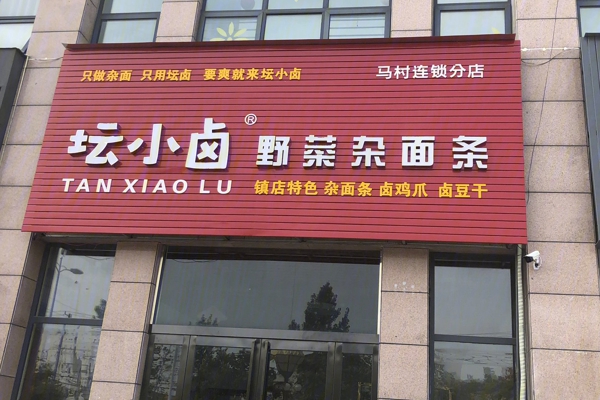 只做杂面 只用坛卤 要爽就来坛小卤
马村连锁分店
坛小卤® 野菜杂面条
TAN XIAO LU
镇店特色 杂面条 卤鸡爪 卤豆干